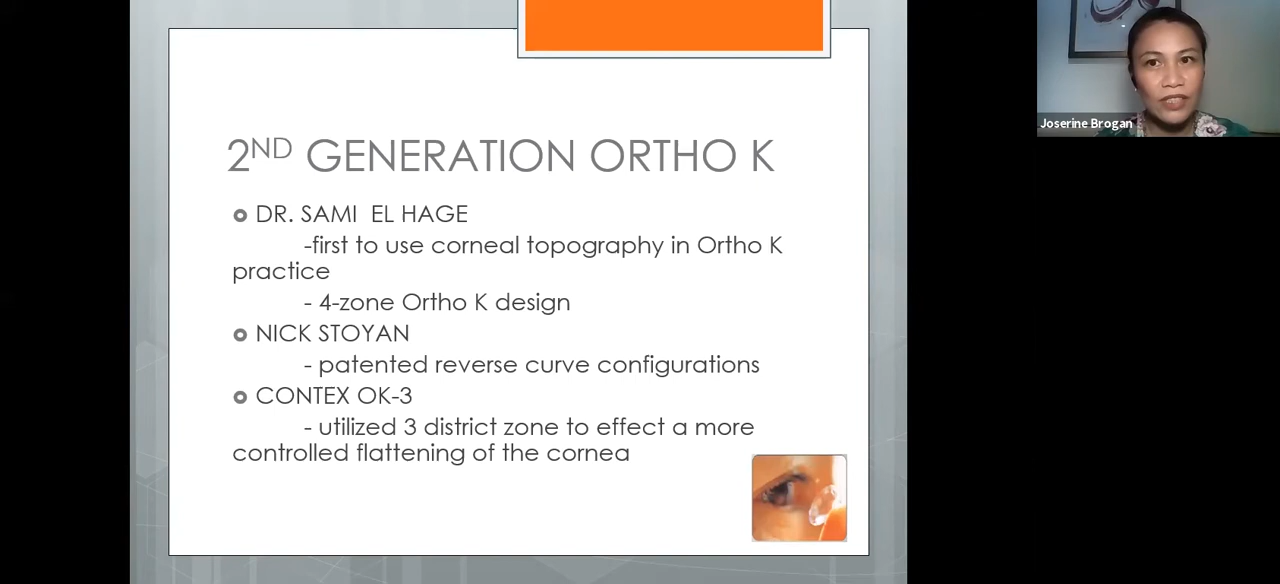 2ND GENERATION ORTHO K
DR. SAMI EL HAGE
-first to use corneal topography in Ortho K
practice
- 4-zone Ortho K design
NICK STOYAN
- patented reverse curve configurations
CONTEX OK-3
- utilized 3 district zone to effect a more
controlled flattening of the cornea
Joserine Brogan